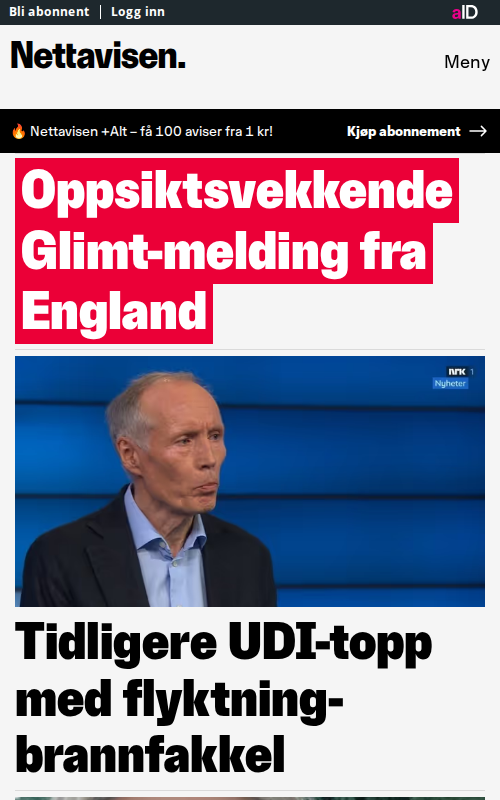 Bli abonnent Logg inn
aID
Nettavisen.
Meny
🔥 Nettavisen +Alt – få 100 aviser fra 1 kr! Kjøp abonnement →
Oppsiktsvekkende
Glimt-melding fra
England
NRK 1
Nyheter
Tidligere UDI-topp
med flyktning-
brannfakkel